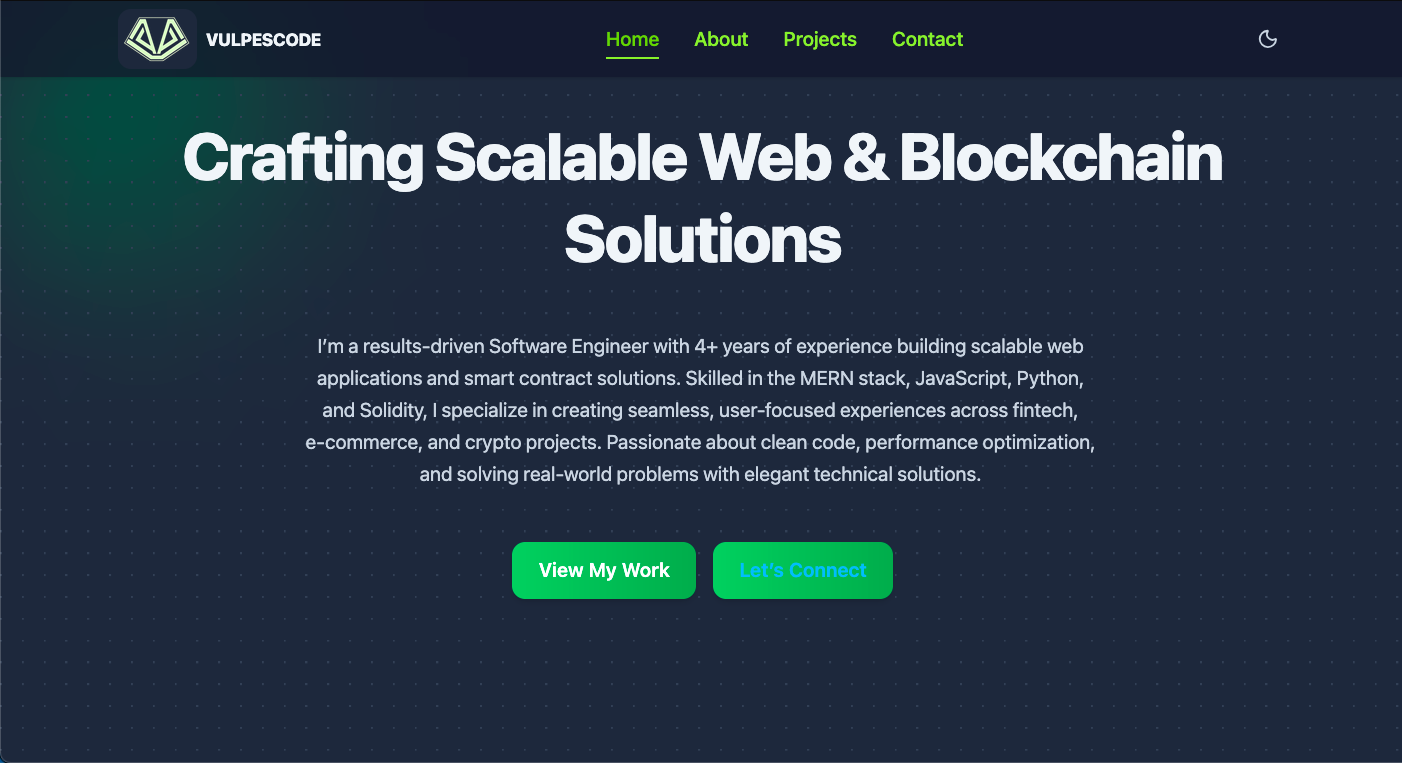 VULPESCODE
Home About Projects Contact
Crafting Scalable Web & Blockchain
Solutions
I’m a results-driven Software Engineer with 4+ years of experience building scalable web
applications and smart contract solutions. Skilled in the MERN stack, JavaScript, Python,
and Solidity, I specialize in creating seamless, user-focused experiences across fintech,
e-commerce, and crypto projects. Passionate about clean code, performance optimization,
and solving real-world problems with elegant technical solutions.
View My Work Let’s Connect